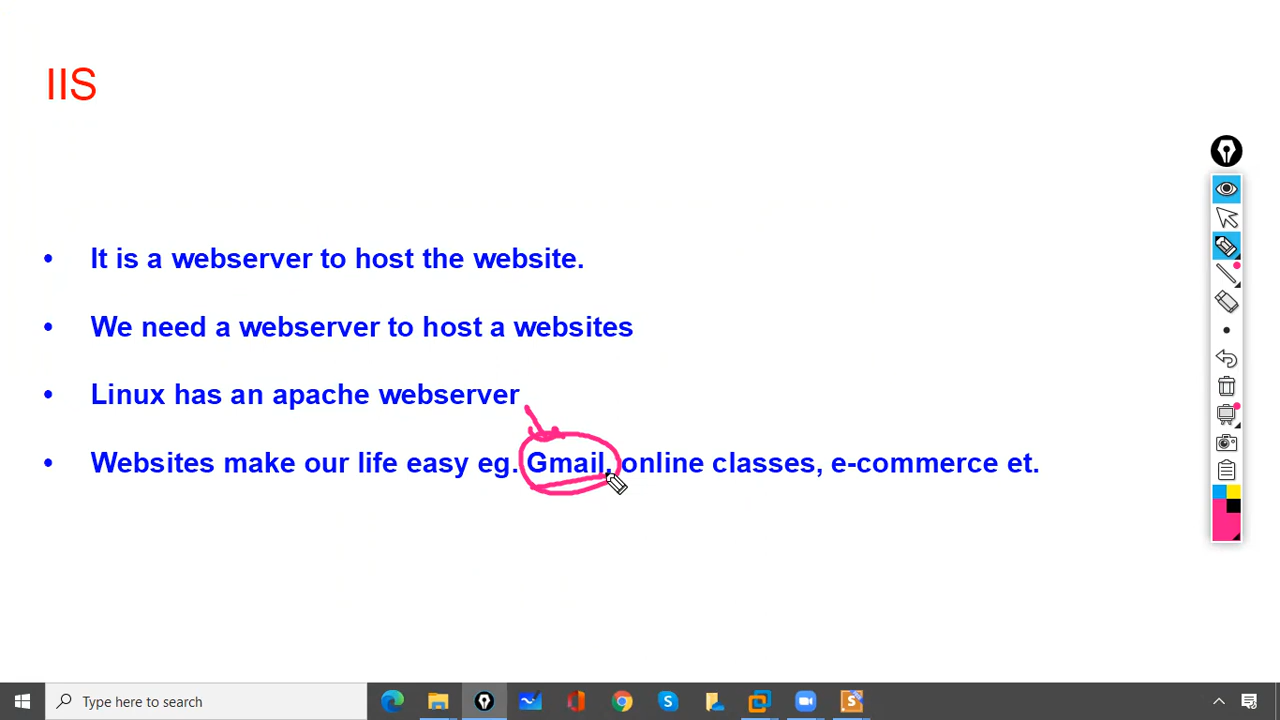 IIS
• It is a webserver to host the website.
• We need a webserver to host a websites
• Linux has an apache webserver
• Websites make our life easy eg. Gmail, online classes, e-commerce et.
Type here to search